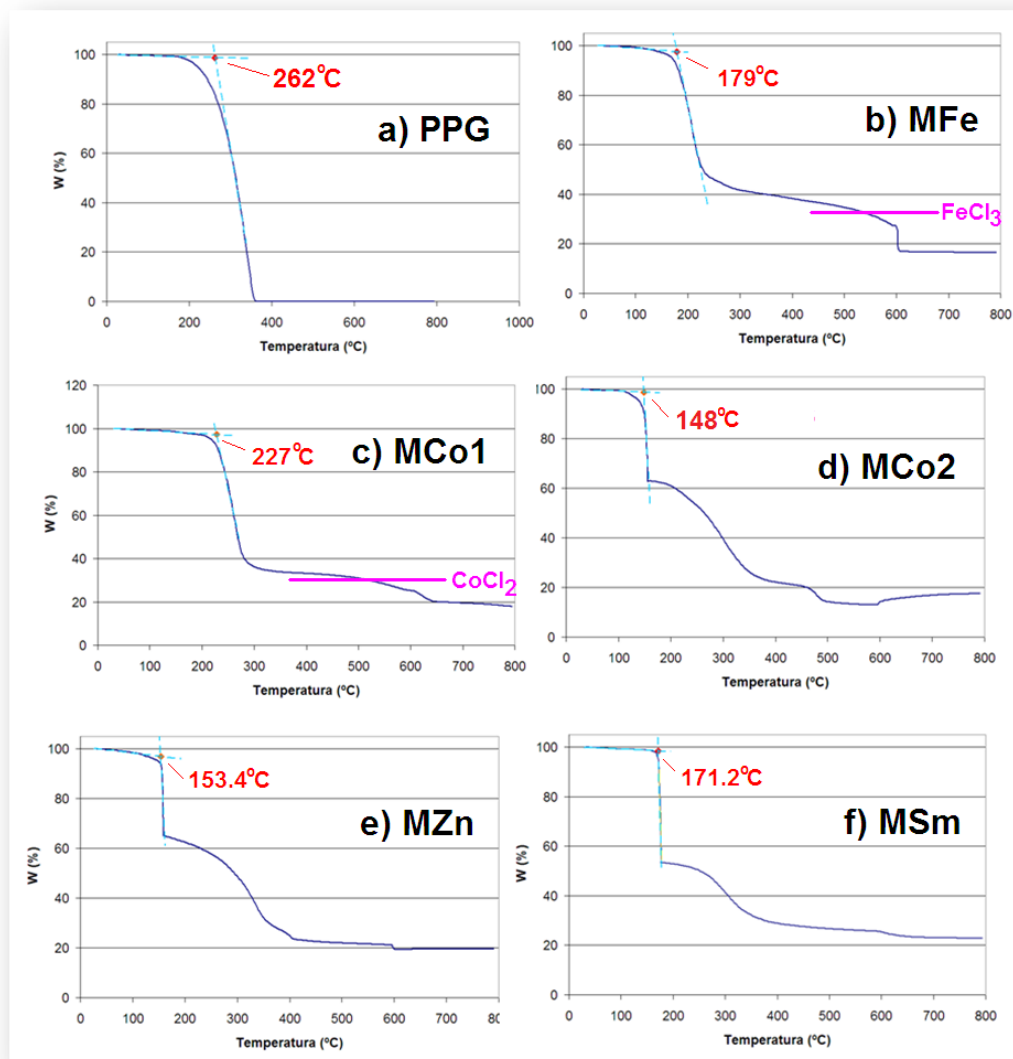 100
80
60
40
20
0
W (%)
262°C
a) PPG
0 200 400 600 800 1000
Temperatura (ºC)
100
80
60
40
20
0
W (%)
179°C
b) MFe
FeCl3
0 100 200 300 400 500 600 700 800
Temperatura (ºC)
120
100
80
60
40
20
0
W (%)
227°C
c) MCo1
CoCl2
0 100 200 300 400 500 600 700 800
Temperatura (ºC)
100
80
60
40
20
0
W (%)
148°C
d) MCo2
0 100 200 300 400 500 600 700 800
Temperatura (ºC)
100
80
60
40
20
0
W (%)
153.4°C
e) MZn
0 100 200 300 400 500 600 700 80
Temperatura (ºC)
100
80
60
40
20
0
W (%)
171.2°C
f) MSm
0 100 200 300 400 500 600 700 800
Temperatura (ºC)